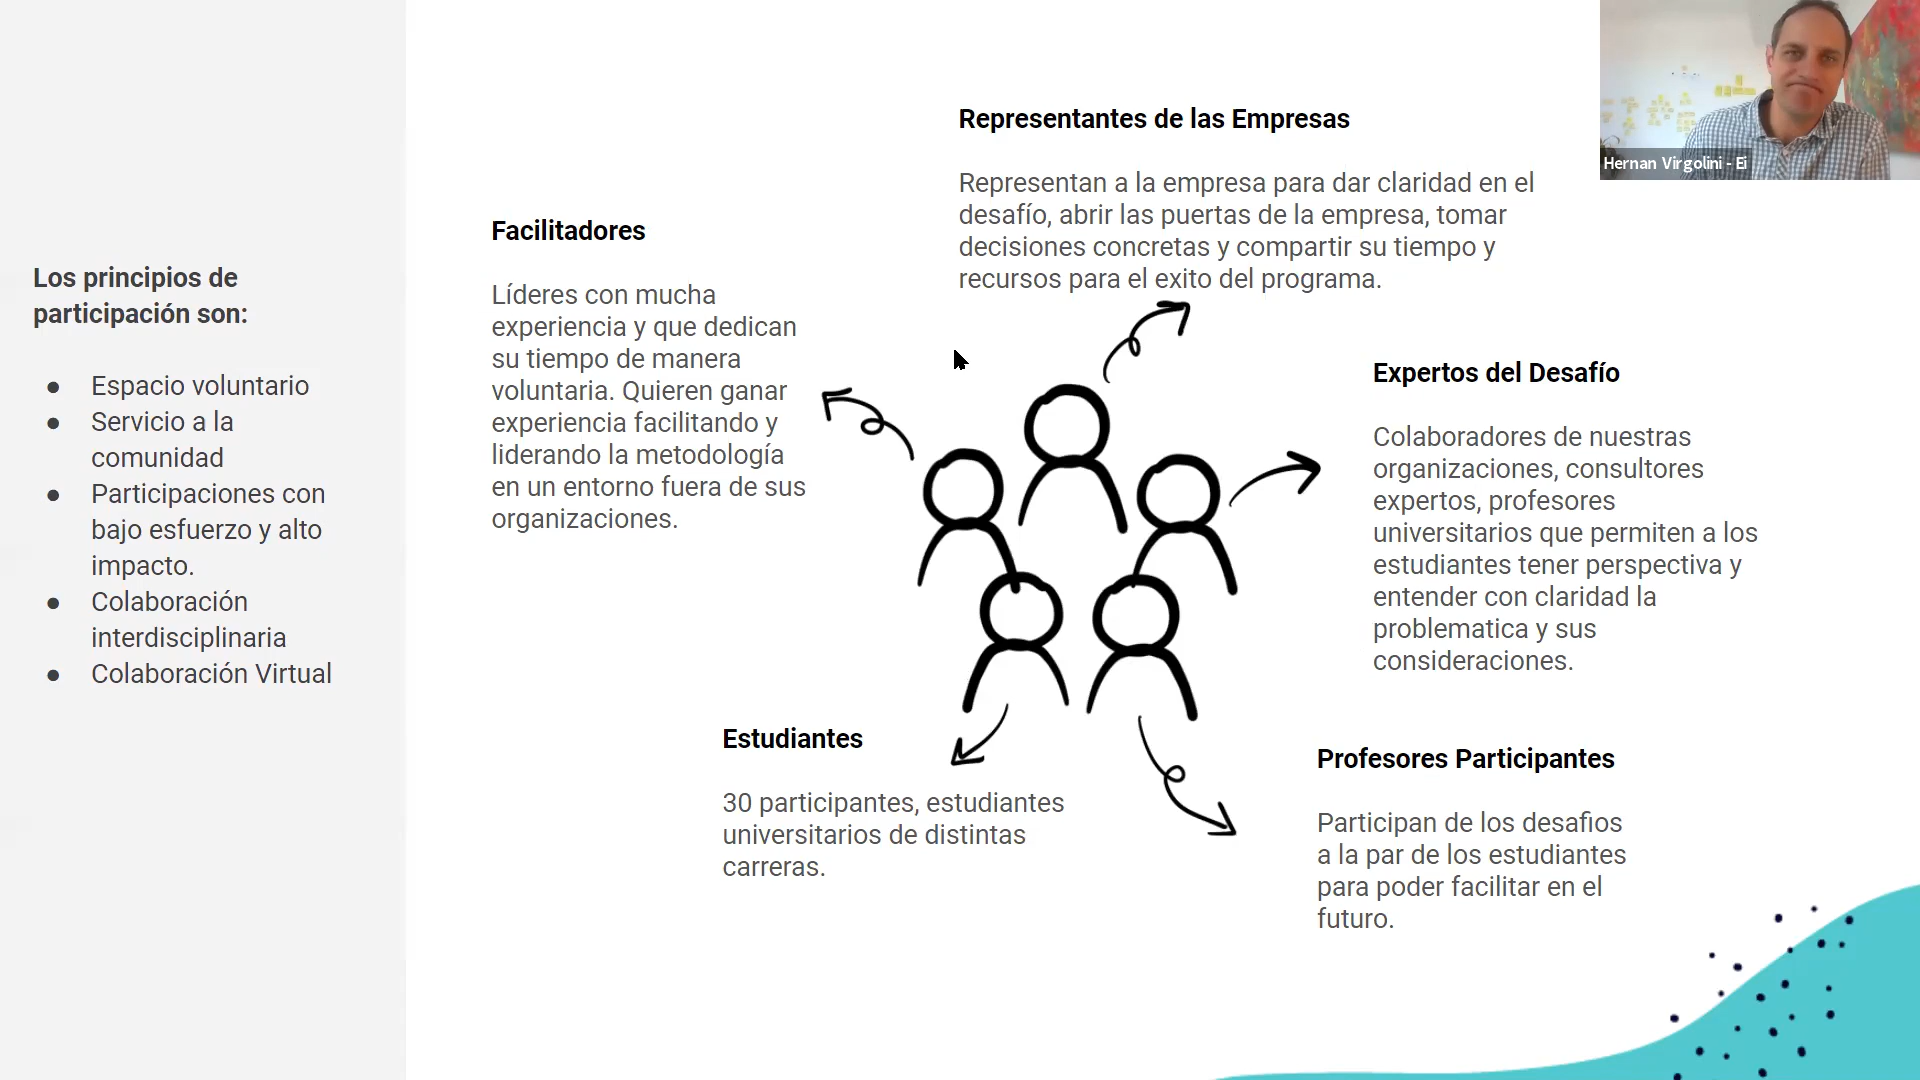 Los principios de
participación son:
● Espacio voluntario
● Servicio a la
comunidad
● Participaciones con
bajo esfuerzo y alto
impacto.
● Colaboración
interdisciplinaria
● Colaboración Virtual
Facilitadores
Líderes con mucha
experiencia y que dedican
su tiempo de manera
voluntaria. Quieren ganar
experiencia facilitando y
liderando la metodología
en un entorno fuera de sus
organizaciones.
Representantes de las Empresas
Representan a la empresa para dar claridad en el
desafío, abrir las puertas de la empresa, tomar
decisiones concretas y compartir su tiempo y
recursos para el exito del programa.
Hernan Virgolini - Ei
Expertos del Desafío
Colaboradores de nuestras
organizaciones, consultores
expertos, profesores
universitarios que permiten a los
estudiantes tener perspectiva y
entender con claridad la
problematica y sus
consideraciones.
Estudiantes
30 participantes, estudiantes
universitarios de distintas
carreras.
Profesores Participantes
Participan de los desafios
a la par de los estudiantes
para poder facilitar en el
futuro.